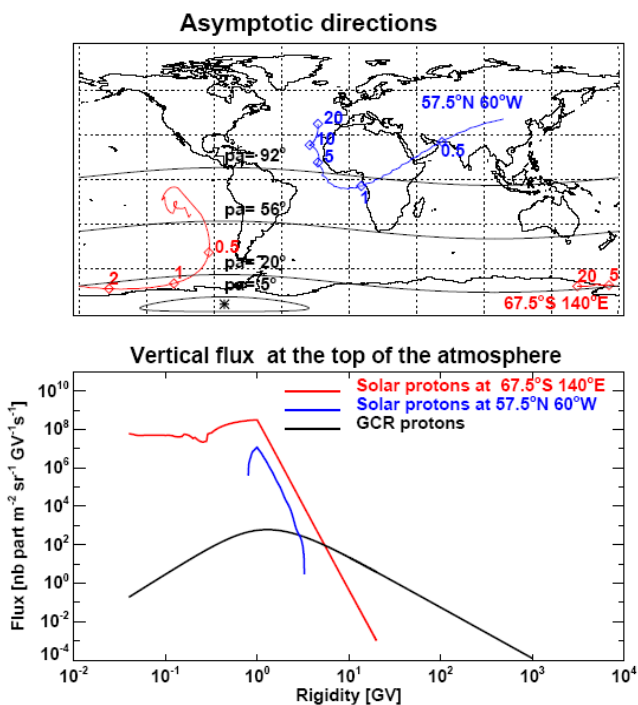 Asymptotic directions
57.5°N 60°W
20
10
5
0.5
1
pa= 92°
pa= 56°
0.5
pa= 20°
pa= 5°
2
1
20 5
67.5°S 140°E
Vertical flux at the top of the atmosphere
Flux [nb part m⁻² sr⁻¹ GV⁻¹s⁻¹]
10¹⁰
10⁸
10⁶
10⁴
10²
10⁰
10⁻²
10⁻⁴
Solar protons at 67.5°S 140°E
Solar protons at 57.5°N 60°W
GCR protons
10⁻² 10⁻¹ 10⁰ 10¹ 10² 10³ 10⁴
Rigidity [GV]